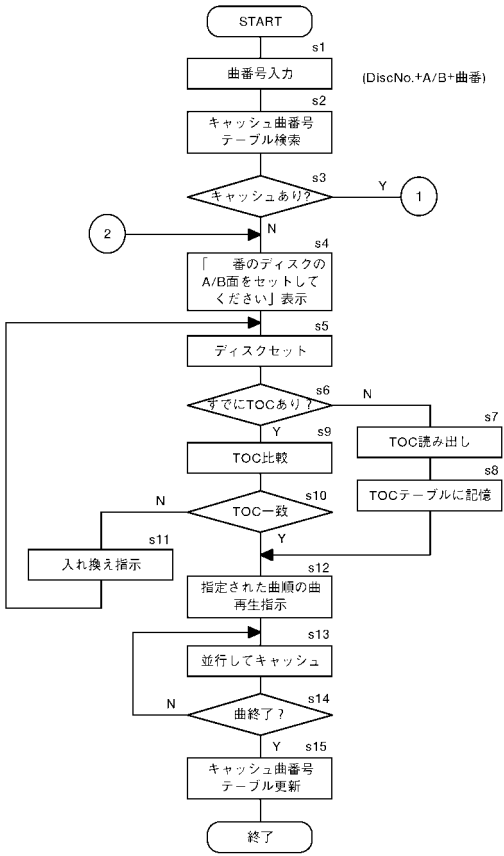 START
s1
曲番号入力
(DiscNo.+A/B+曲番)
s2
キャッシュ曲番号
テーブル検索
s3
キャッシュあり?
Y
1
2
N
s4
「　番のディスクの
A/B面をセットして
ください」表示
s5
ディスクセット
s6
すでにTOCあり?
N
s7
TOC読み出し
Y
s9
TOC比較
s8
TOCテーブルに記憶
s10
TOC一致
N
Y
s11
入れ換え指示
s12
指定された曲順の曲
再生指示
s13
並行してキャッシュ
s14
曲終了?
N
Y
s15
キャッシュ曲番号
テーブル更新
終了